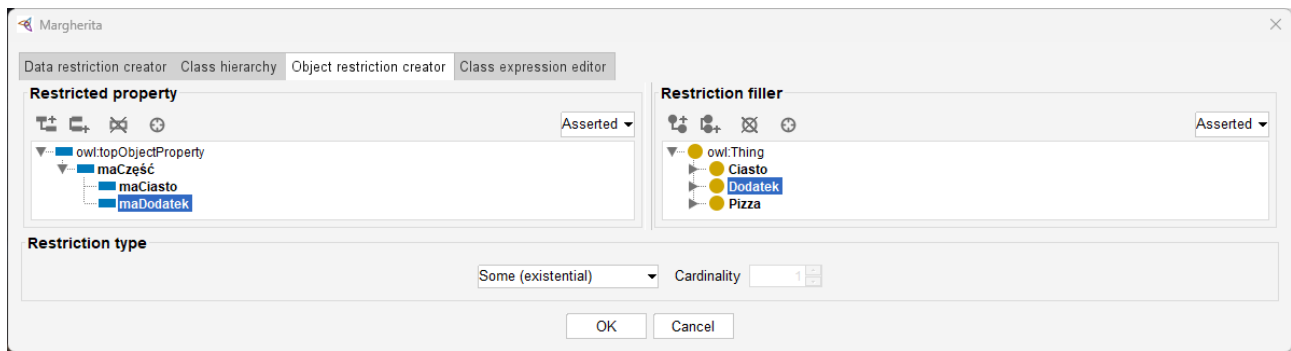 Margherita
Data restriction creator Class hierarchy Object restriction creator Class expression editor
Restricted property
Restriction filler
Asserted
Asserted
owl:topObjectProperty
maCzęść
maCiasto
maDodatek
owl:Thing
Ciasto
Dodatek
Pizza
Restriction type
Some (existential) Cardinality 1
OK Cancel